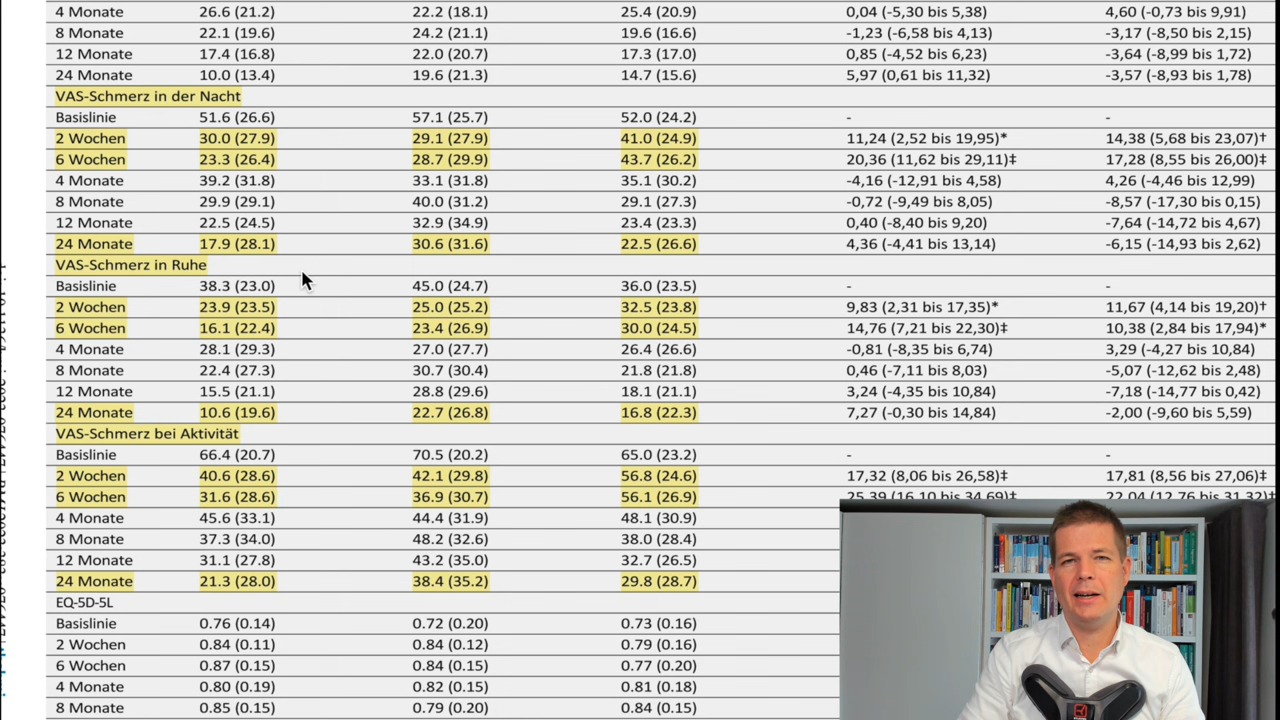 4 Monate 26.6 (21.2) 22.2 (18.1) 25.4 (20.9) 0,04 (-5,30 bis 5,38) 4,60 (-0,73 bis 9,91)
8 Monate 22.1 (19.6) 24.2 (21.1) 19.6 (16.6) -1,23 (-6,58 bis 4,13) -3,17 (-8,50 bis 2,15)
12 Monate 17.4 (16.8) 22.0 (20.7) 17.3 (17.0) 0,85 (-4,52 bis 6,23) -3,64 (-8,99 bis 1,72)
24 Monate 10.0 (13.4) 19.6 (21.3) 14.7 (15.6) 5,97 (0,61 bis 11,32) -3,57 (-8,93 bis 1,78)
VAS-Schmerz in der Nacht
Basislinie 51.6 (26.6) 57.1 (25.7) 52.0 (24.2) - -
2 Wochen 30.0 (27.9) 29.1 (27.9) 41.0 (24.9) 11,24 (2,52 bis 19,95)* 14,38 (5,68 bis 23,07)†
6 Wochen 23.3 (26.4) 28.7 (29.9) 43.7 (26.2) 20,36 (11,62 bis 29,11)‡ 17,28 (8,55 bis 26,00)‡
4 Monate 39.2 (31.8) 33.1 (31.8) 35.1 (30.2) -4,16 (-12,91 bis 4,58) 4,26 (-4,46 bis 12,99)
8 Monate 29.9 (29.1) 40.0 (31.2) 29.1 (27.3) -0,72 (-9,49 bis 8,05) -8,57 (-17,30 bis 0,15)
12 Monate 22.5 (24.5) 32.9 (34.9) 23.4 (23.3) 0,40 (-8,40 bis 9,20) -7,64 (-14,72 bis 4,67)
24 Monate 17.9 (28.1) 30.6 (31.6) 22.5 (26.6) 4,36 (-4,41 bis 13,14) -6,15 (-14,93 bis 2,62)
VAS-Schmerz in Ruhe
Basislinie 38.3 (23.0) 45.0 (24.7) 36.0 (23.5) - -
2 Wochen 23.9 (23.5) 25.0 (25.2) 32.5 (23.8) 9,83 (2,31 bis 17,35)* 11,67 (4,14 bis 19,20)†
6 Wochen 16.1 (22.4) 23.4 (26.9) 30.0 (24.5) 14,76 (7,21 bis 22,30)‡ 10,38 (2,84 bis 17,94)*
4 Monate 28.1 (29.3) 27.0 (27.7) 26.4 (26.6) -0,81 (-8,35 bis 6,74) 3,29 (-4,27 bis 10,84)
8 Monate 22.4 (27.3) 30.7 (30.4) 21.8 (21.8) 0,46 (-7,11 bis 8,03) -5,07 (-12,62 bis 2,48)
12 Monate 15.5 (21.1) 28.8 (29.6) 18.1 (21.1) 3,24 (-4,35 bis 10,84) -7,18 (-14,77 bis 0,42)
24 Monate 10.6 (19.6) 22.7 (26.8) 16.8 (22.3) 7,27 (-0,30 bis 14,84) -2,00 (-9,60 bis 5,59)
VAS-Schmerz bei Aktivität
Basislinie 66.4 (20.7) 70.5 (20.2) 65.0 (23.2) - -
2 Wochen 40.6 (28.6) 42.1 (29.8) 56.8 (24.6) 17,32 (8,06 bis 26,58)‡ 17,81 (8,56 bis 27,06)‡
6 Wochen 31.6 (28.6) 36.9 (30.7) 56.1 (26.9) 25,39 (16,10 bis 34,69)‡ 22,04 (12,76 bis 31,32)‡
4 Monate 45.6 (33.1) 44.4 (31.9) 48.1 (30.9)
8 Monate 37.3 (34.0) 48.2 (32.6) 38.0 (28.4)
12 Monate 31.1 (27.8) 43.2 (35.0) 32.7 (26.5)
24 Monate 21.3 (28.0) 38.4 (35.2) 29.8 (28.7)
EQ-5D-5L
Basislinie 0.76 (0.14) 0.72 (0.20) 0.73 (0.16)
2 Wochen 0.84 (0.11) 0.84 (0.12) 0.79 (0.16)
6 Wochen 0.87 (0.15) 0.84 (0.15) 0.77 (0.20)
4 Monate 0.80 (0.19) 0.82 (0.15) 0.81 (0.18)
8 Monate 0.85 (0.15) 0.79 (0.20) 0.84 (0.15)